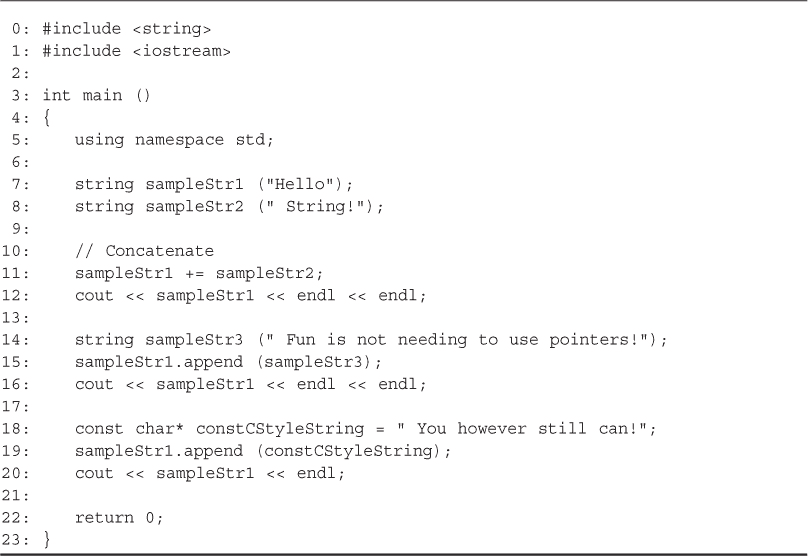 0: #include <string>
1: #include <iostream>
2:
3: int main ()
4: {
5:    using namespace std;
6:
7:    string sampleStr1 ("Hello");
8:    string sampleStr2 (" String!");
9:
10:    // Concatenate
11:    sampleStr1 += sampleStr2;
12:    cout << sampleStr1 << endl << endl;
13:
14:    string sampleStr3 (" Fun is not needing to use pointers!");
15:    sampleStr1.append (sampleStr3);
16:    cout << sampleStr1 << endl << endl;
17:
18:    const char* constCStyleString = " You however still can!";
19:    sampleStr1.append (constCStyleString);
20:    cout << sampleStr1 << endl;
21:
22:    return 0;
23: }